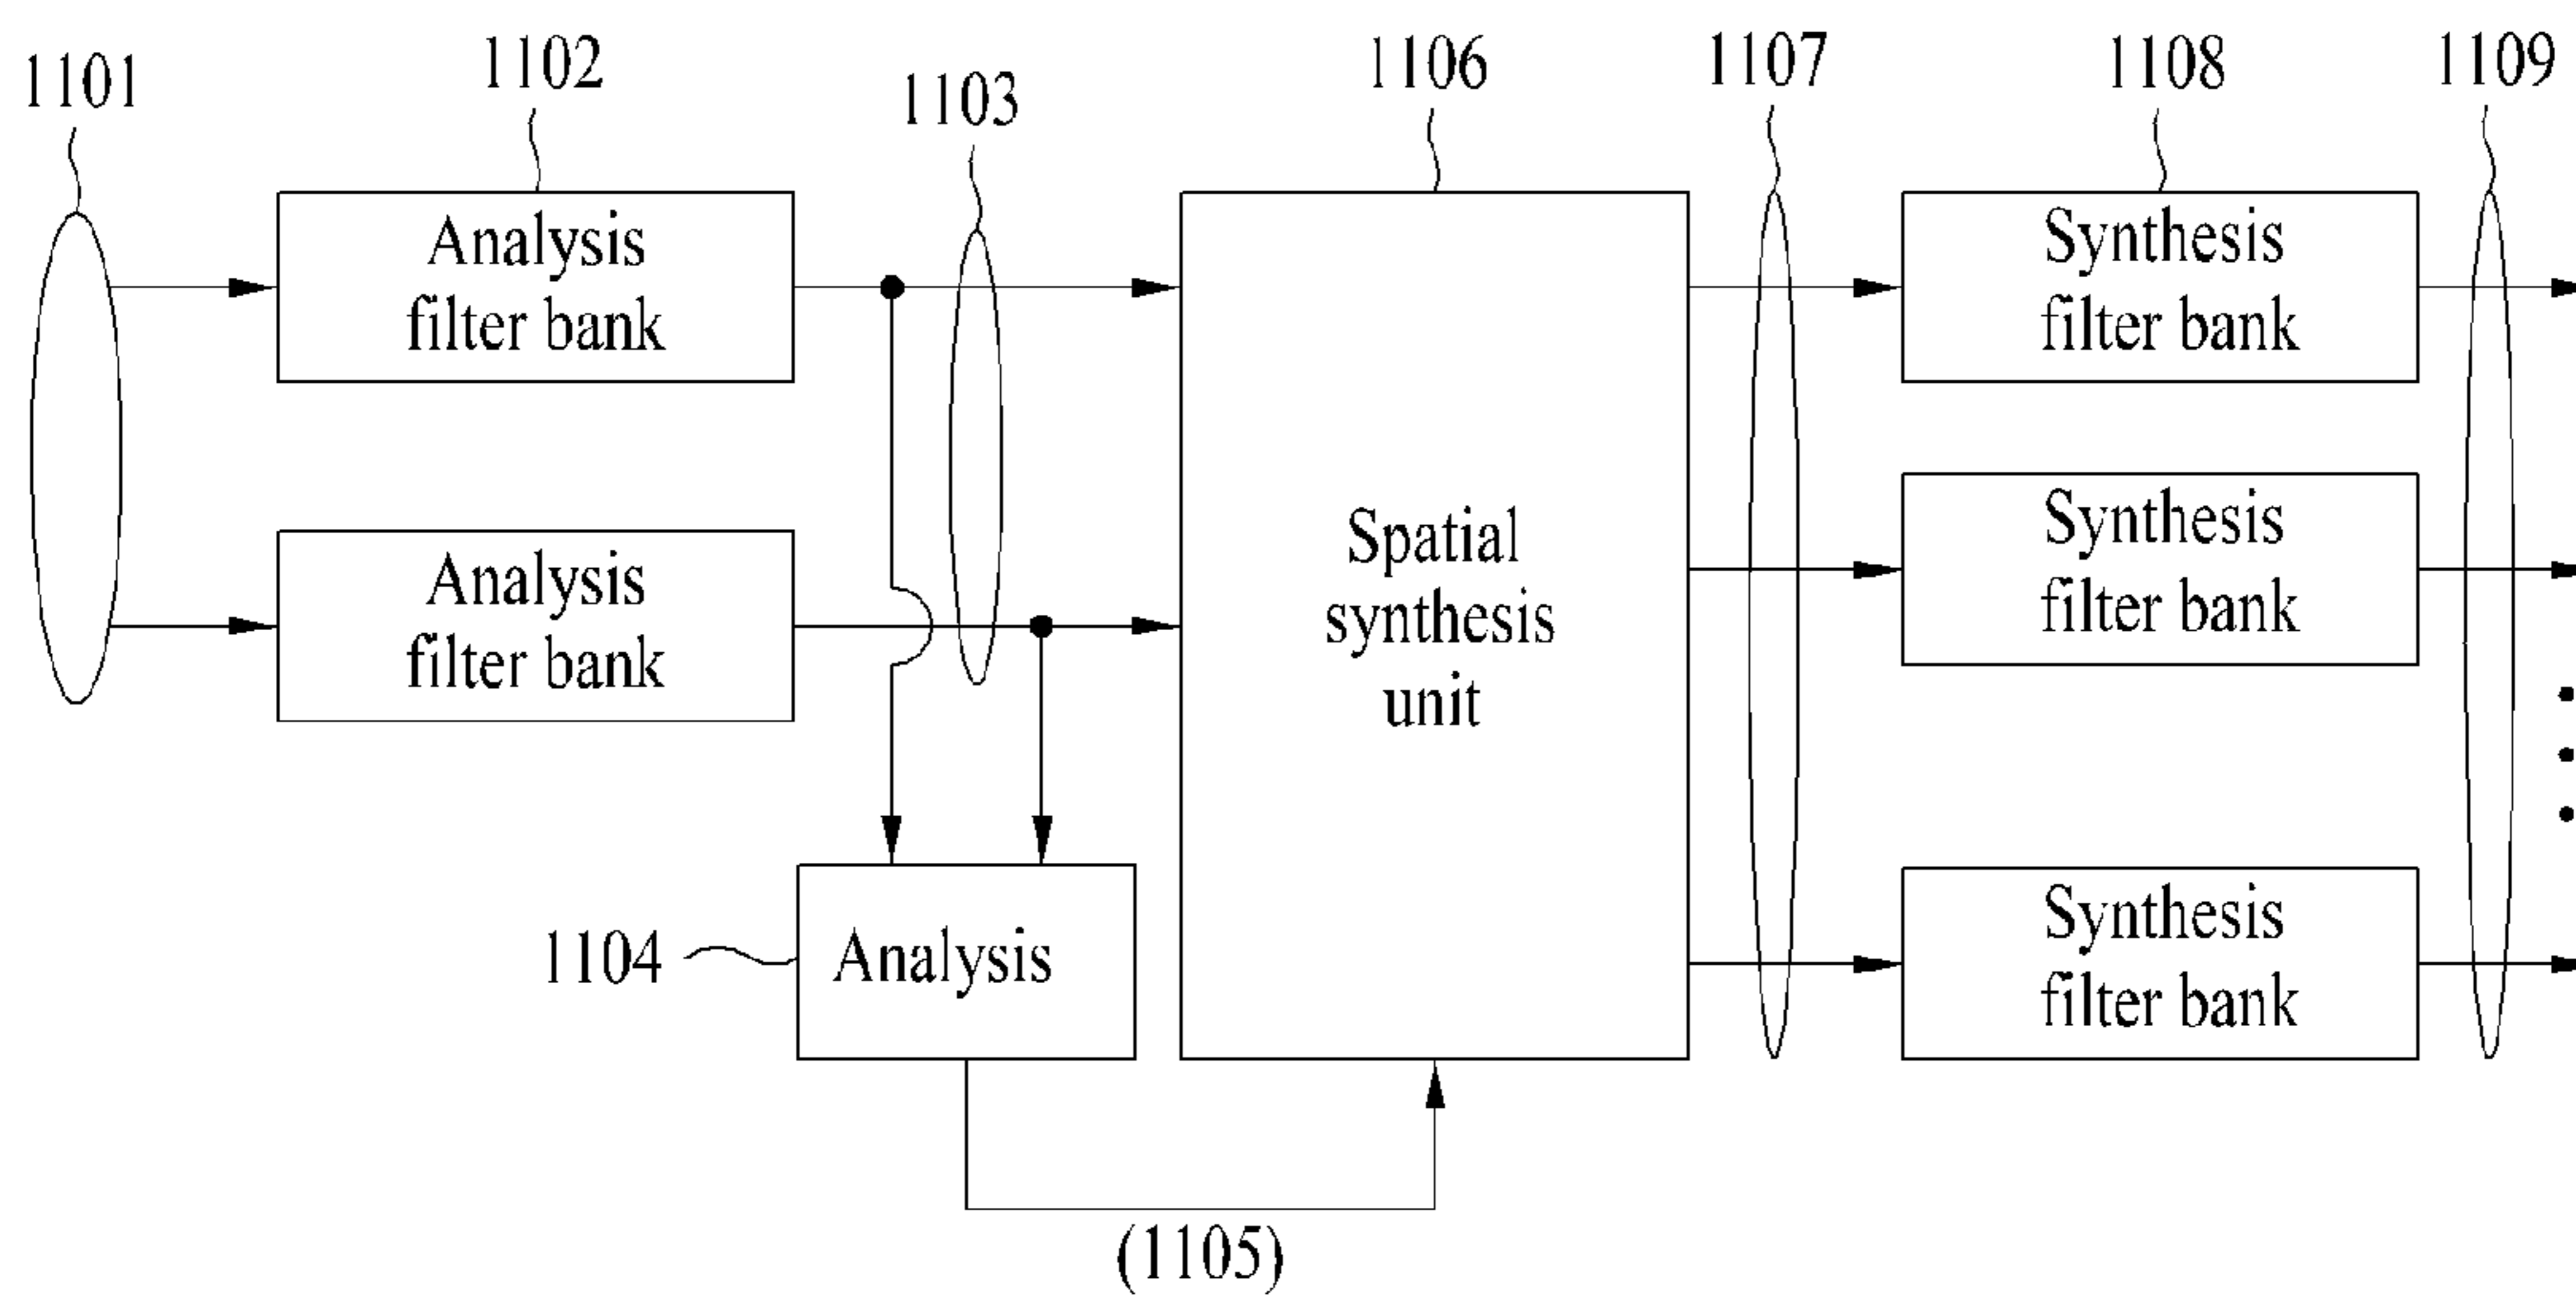 1101
1102
1103
1106
1107
1108
1109
Analysis
filter bank
Analysis
filter bank
1104
Analysis
(1105)
Spatial
synthesis
unit
Synthesis
filter bank
Synthesis
filter bank
Synthesis
filter bank